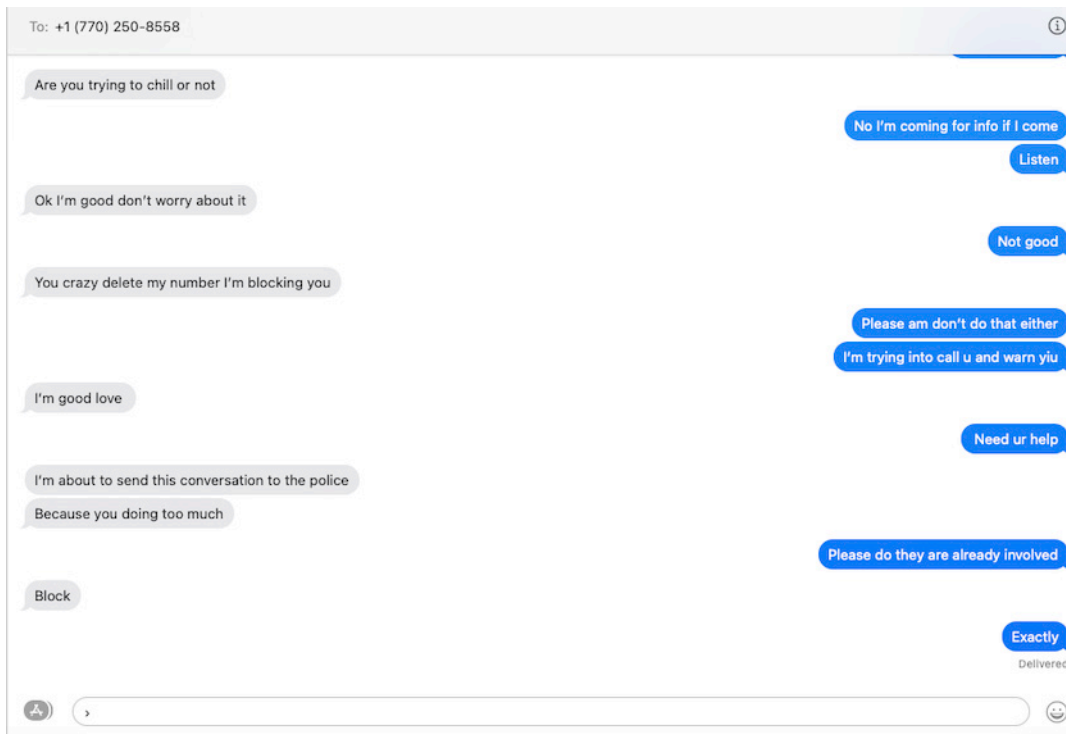 To: +1 (770) 250-8558
Are you trying to chill or not
No I'm coming for info if I come
Listen
Ok I'm good don't worry about it
Not good
You crazy delete my number I'm blocking you
Please am don't do that either
I'm trying into call u and warn yiu
I'm good love
Need ur help
I'm about to send this conversation to the police
Because you doing too much
Please do they are already involved
Block
Exactly
Delivered
›